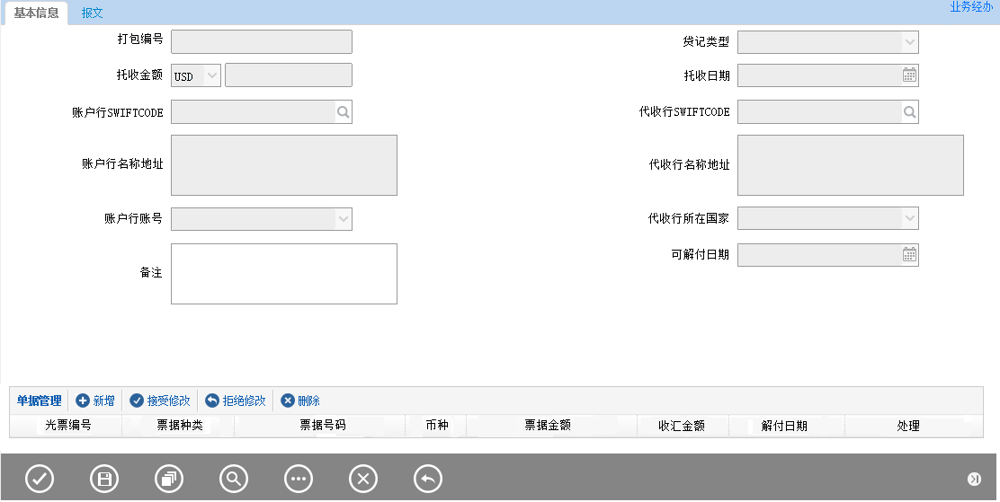 基本信息 报文 业务经办
打包编号 贷记类型
托收金额 USD 托收日期
账户行SWIFTCODE 代收行SWIFTCODE
账户行名称地址 代收行名称地址
账户行账号 代收行所在国家
备注 可解付日期
单据管理 新增 接受修改 拒绝修改 删除
光票编号 票据种类 票据号码 币种 票据金额 收汇金额 解付日期 处理